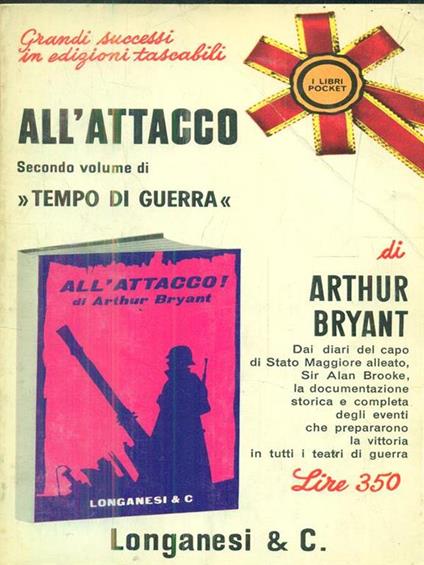 Grandi successi
in edizioni tascabili
I LIBRI
POCKET
ALL'ATTACCO
Secondo volume di
»TEMPO DI GUERRA«
ALL'ATTACCO!
di Arthur Bryant
LONGANESI & C
di
ARTHUR
BRYANT
Dai diari del capo
di Stato Maggiore alleato,
Sir Alan Brooke,
la documentazione
storica e completa
degli eventi
che prepararono
la vittoria
in tutti i teatri di guerra
Lire 350
Longanesi & C.